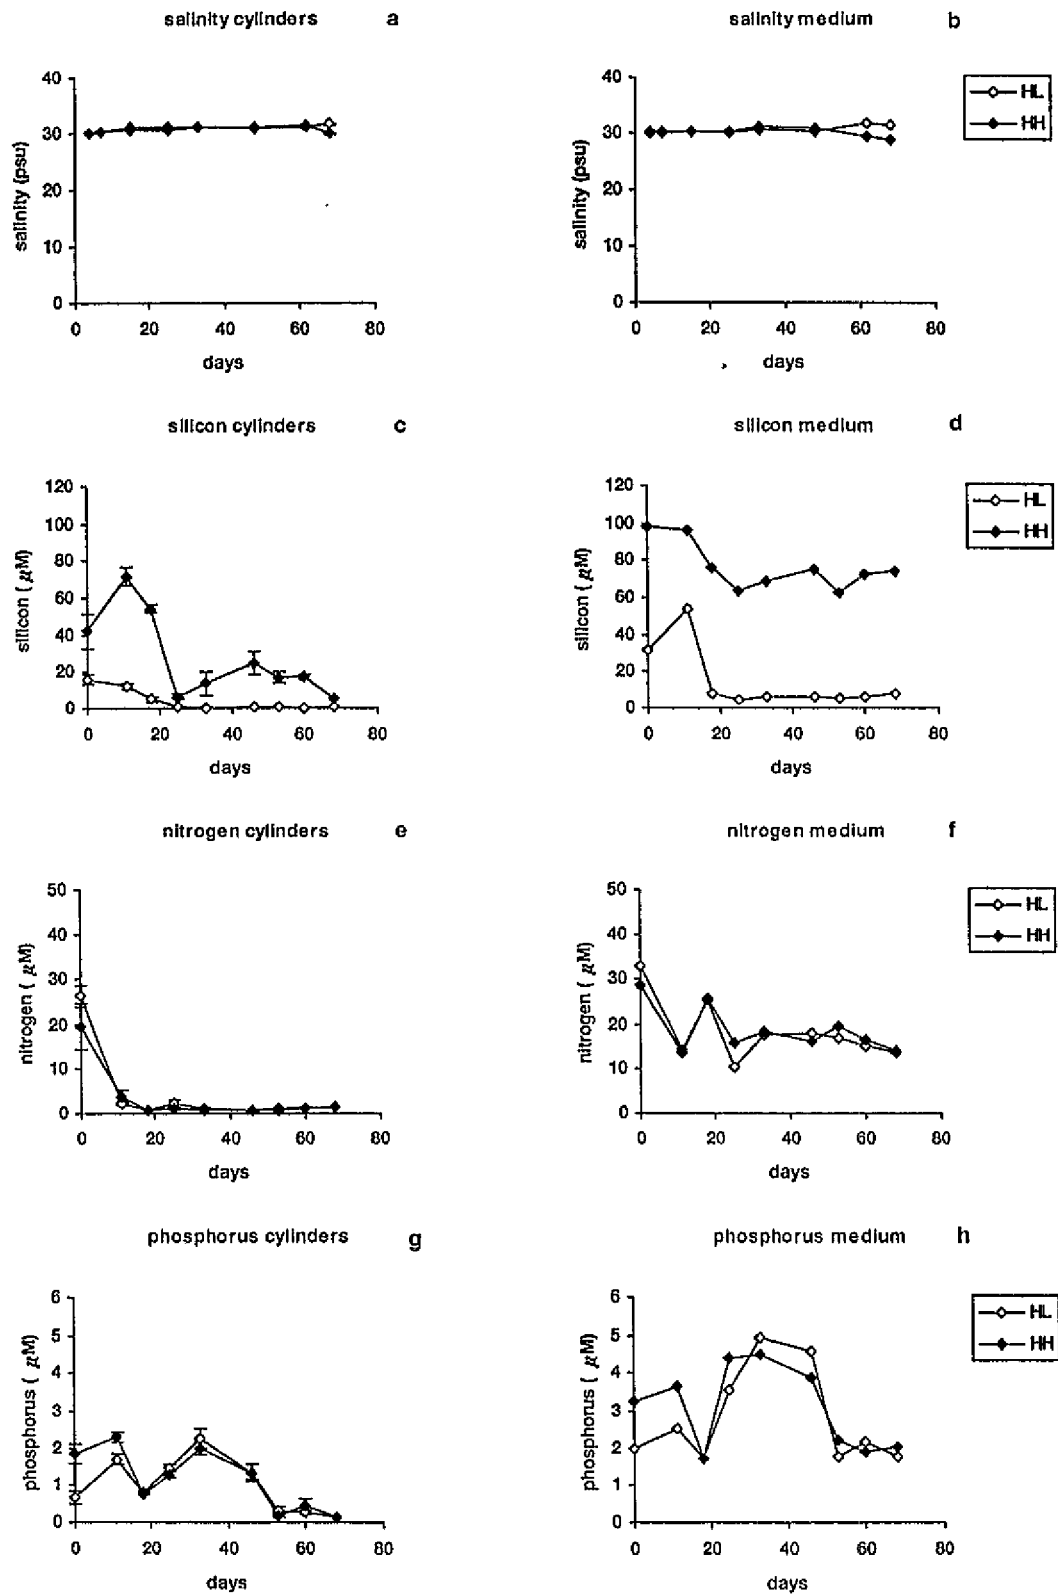 salinity cylinders a
40
30
20
10
0
salinity (psu)
0 20 40 60 80
days
salinity medium b
40
30
20
10
0
salinity (psu)
0 20 40 60 80
days
HL
HH
silicon cylinders c
120
100
80
60
40
20
0
silicon ( μM)
0 20 40 60 80
days
silicon medium d
120
100
80
60
40
20
0
silicon ( μM)
0 20 40 60 80
days
HL
HH
nitrogen cylinders e
50
40
30
20
10
0
nitrogen ( μM)
0 20 40 60 80
days
nitrogen medium f
50
40
30
20
10
0
nitrogen ( μM)
0 20 40 60 80
days
HL
HH
phosphorus cylinders g
6
5
4
3
2
1
0
phosphorus ( μM)
0 20 40 60 80
days
phosphorus medium h
6
5
4
3
2
1
0
phosphorus ( μM)
0 20 40 60 80
days
HL
HH